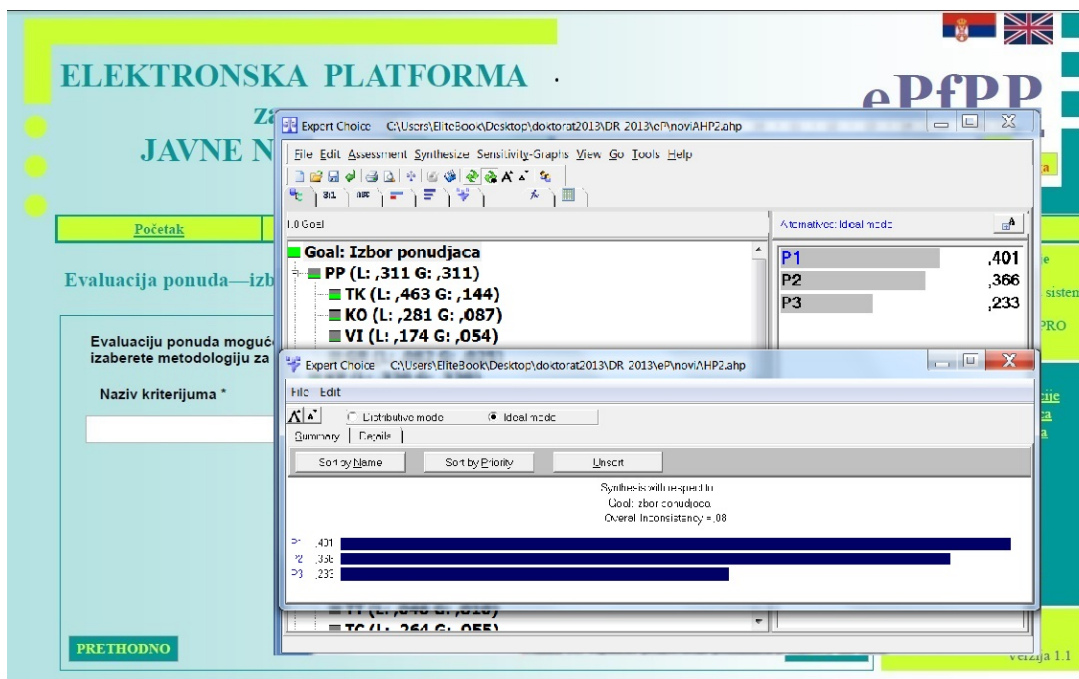 ELEKTRONSKA PLATFORMA
za
JAVNE N
ePfPP
Početak
Evaluacija ponuda—izb
Evaluaciju ponuda moguć
izaberete metodologiju za
Naziv kriterijuma *
PRETHODNO
Expert Choice C:\Users\EliteBook\Desktop\doktorat2013\DR 2013\eP\noviAHP2.ahp
File Edit Assessment Synthesize Sensitivity-Graphs View Go Tools Help
1.0 Goal
Alternatives: Ideal mode
Goal: Izbor ponudjaca
PP (L: ,311 G: ,311)
TK (L: ,463 G: ,144)
KO (L: ,281 G: ,087)
VI (L: ,174 G: ,054)
P1 ,401
P2 ,366
P3 ,233
Expert Choice C:\Users\EliteBook\Desktop\doktorat2013\DR 2013\eP\noviAHP2.ahp
File Edit
Distributive mode Ideal mode
Summary Details
Sort by Name Sort by Priority Unsort
Synthesis with respect to
Goal: Izbor ponudjaca
Overall Inconsistency = ,08
P1 ,401
P2 ,366
P3 ,233
TC (L: ,264 G: ,055)
sistem
PRO
cije
Verzija 1.1